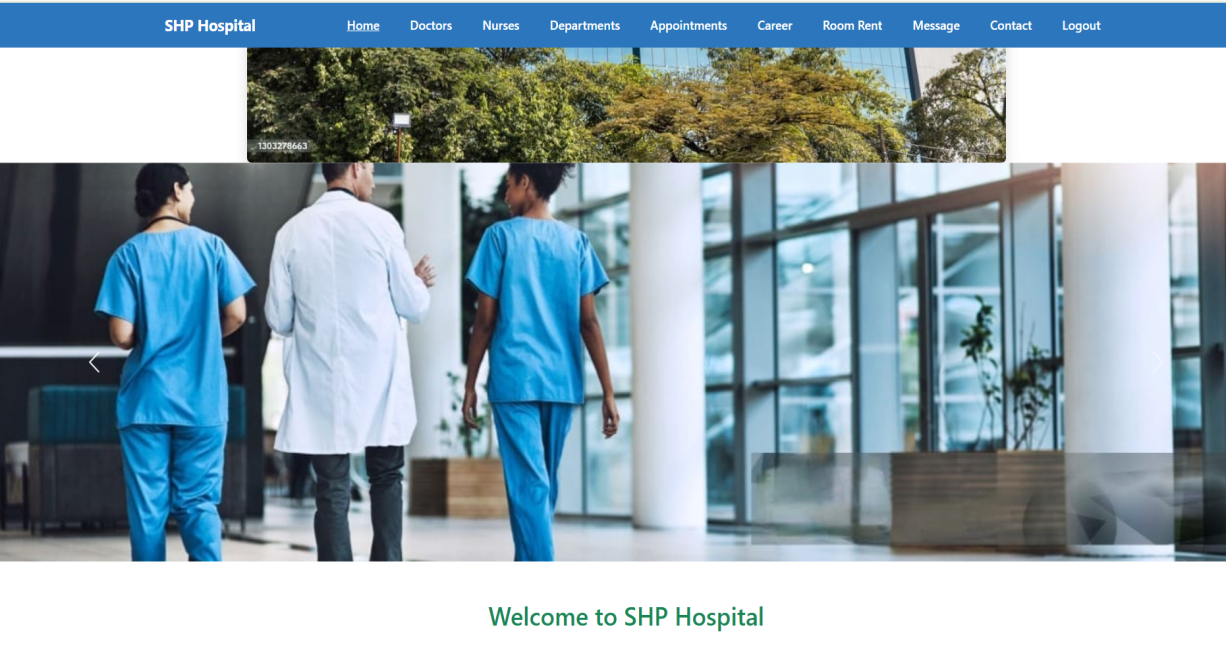 SHP Hospital Home Doctors Nurses Departments Appointments Career Room Rent Message Contact Logout
1303278663
Welcome to SHP Hospital